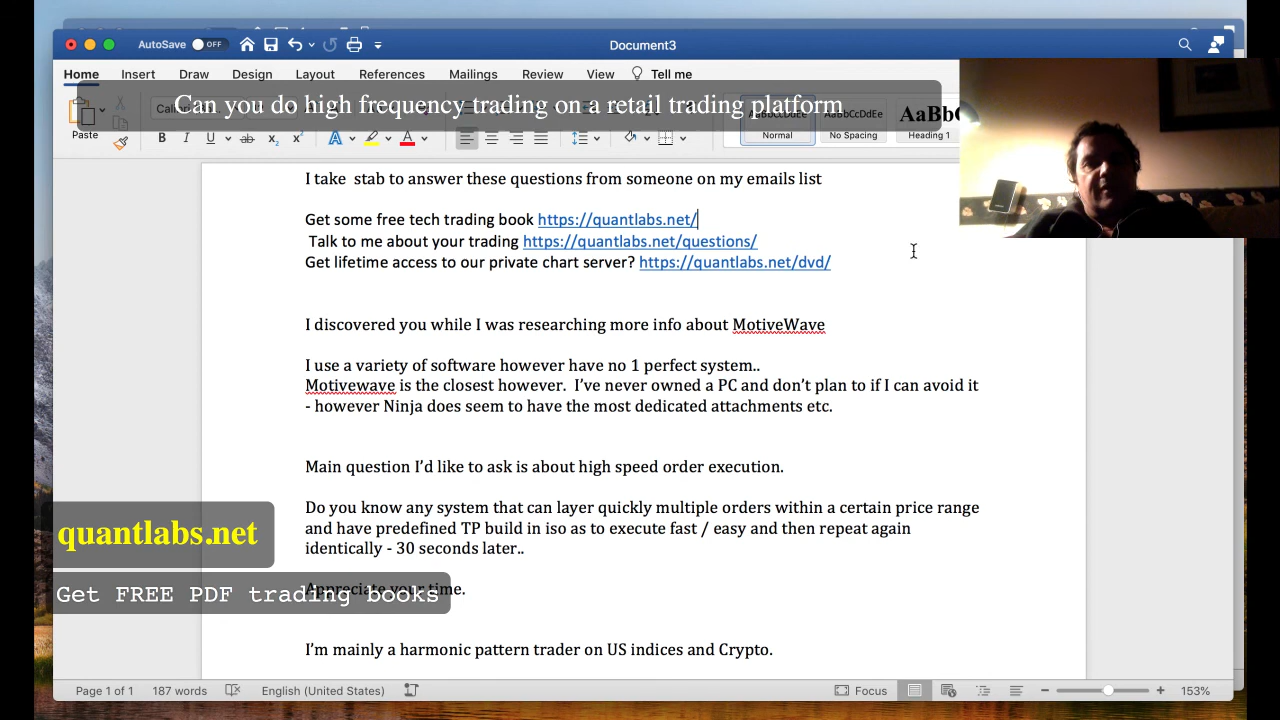 AutoSave OFF
Document3
Home Insert Draw Design Layout References Mailings Review View Tell me
Can you do high frequency trading on a retail trading platform
Paste
B I U ab X₂ X² A A
AaBbCcDdEe AaBbCcDdEe AaBb
Normal No Spacing Heading 1
I take  stab to answer these questions from someone on my emails list
Get some free tech trading book https://quantlabs.net/
Talk to me about your trading https://quantlabs.net/questions/
Get lifetime access to our private chart server? https://quantlabs.net/dvd/
I discovered you while I was researching more info about MotiveWave
I use a variety of software however have no 1 perfect system..
Motivewave is the closest however.  I've never owned a PC and don't plan to if I can avoid it
- however Ninja does seem to have the most dedicated attachments etc.
Main question I'd like to ask is about high speed order execution.
Do you know any system that can layer quickly multiple orders within a certain price range
and have predefined TP build in iso as to execute fast / easy and then repeat again
identically - 30 seconds later..
quantlabs.net
Appreciate your time.
Get FREE PDF trading books
I'm mainly a harmonic pattern trader on US indices and Crypto.
Page 1 of 1 187 words English (United States) Focus 153%